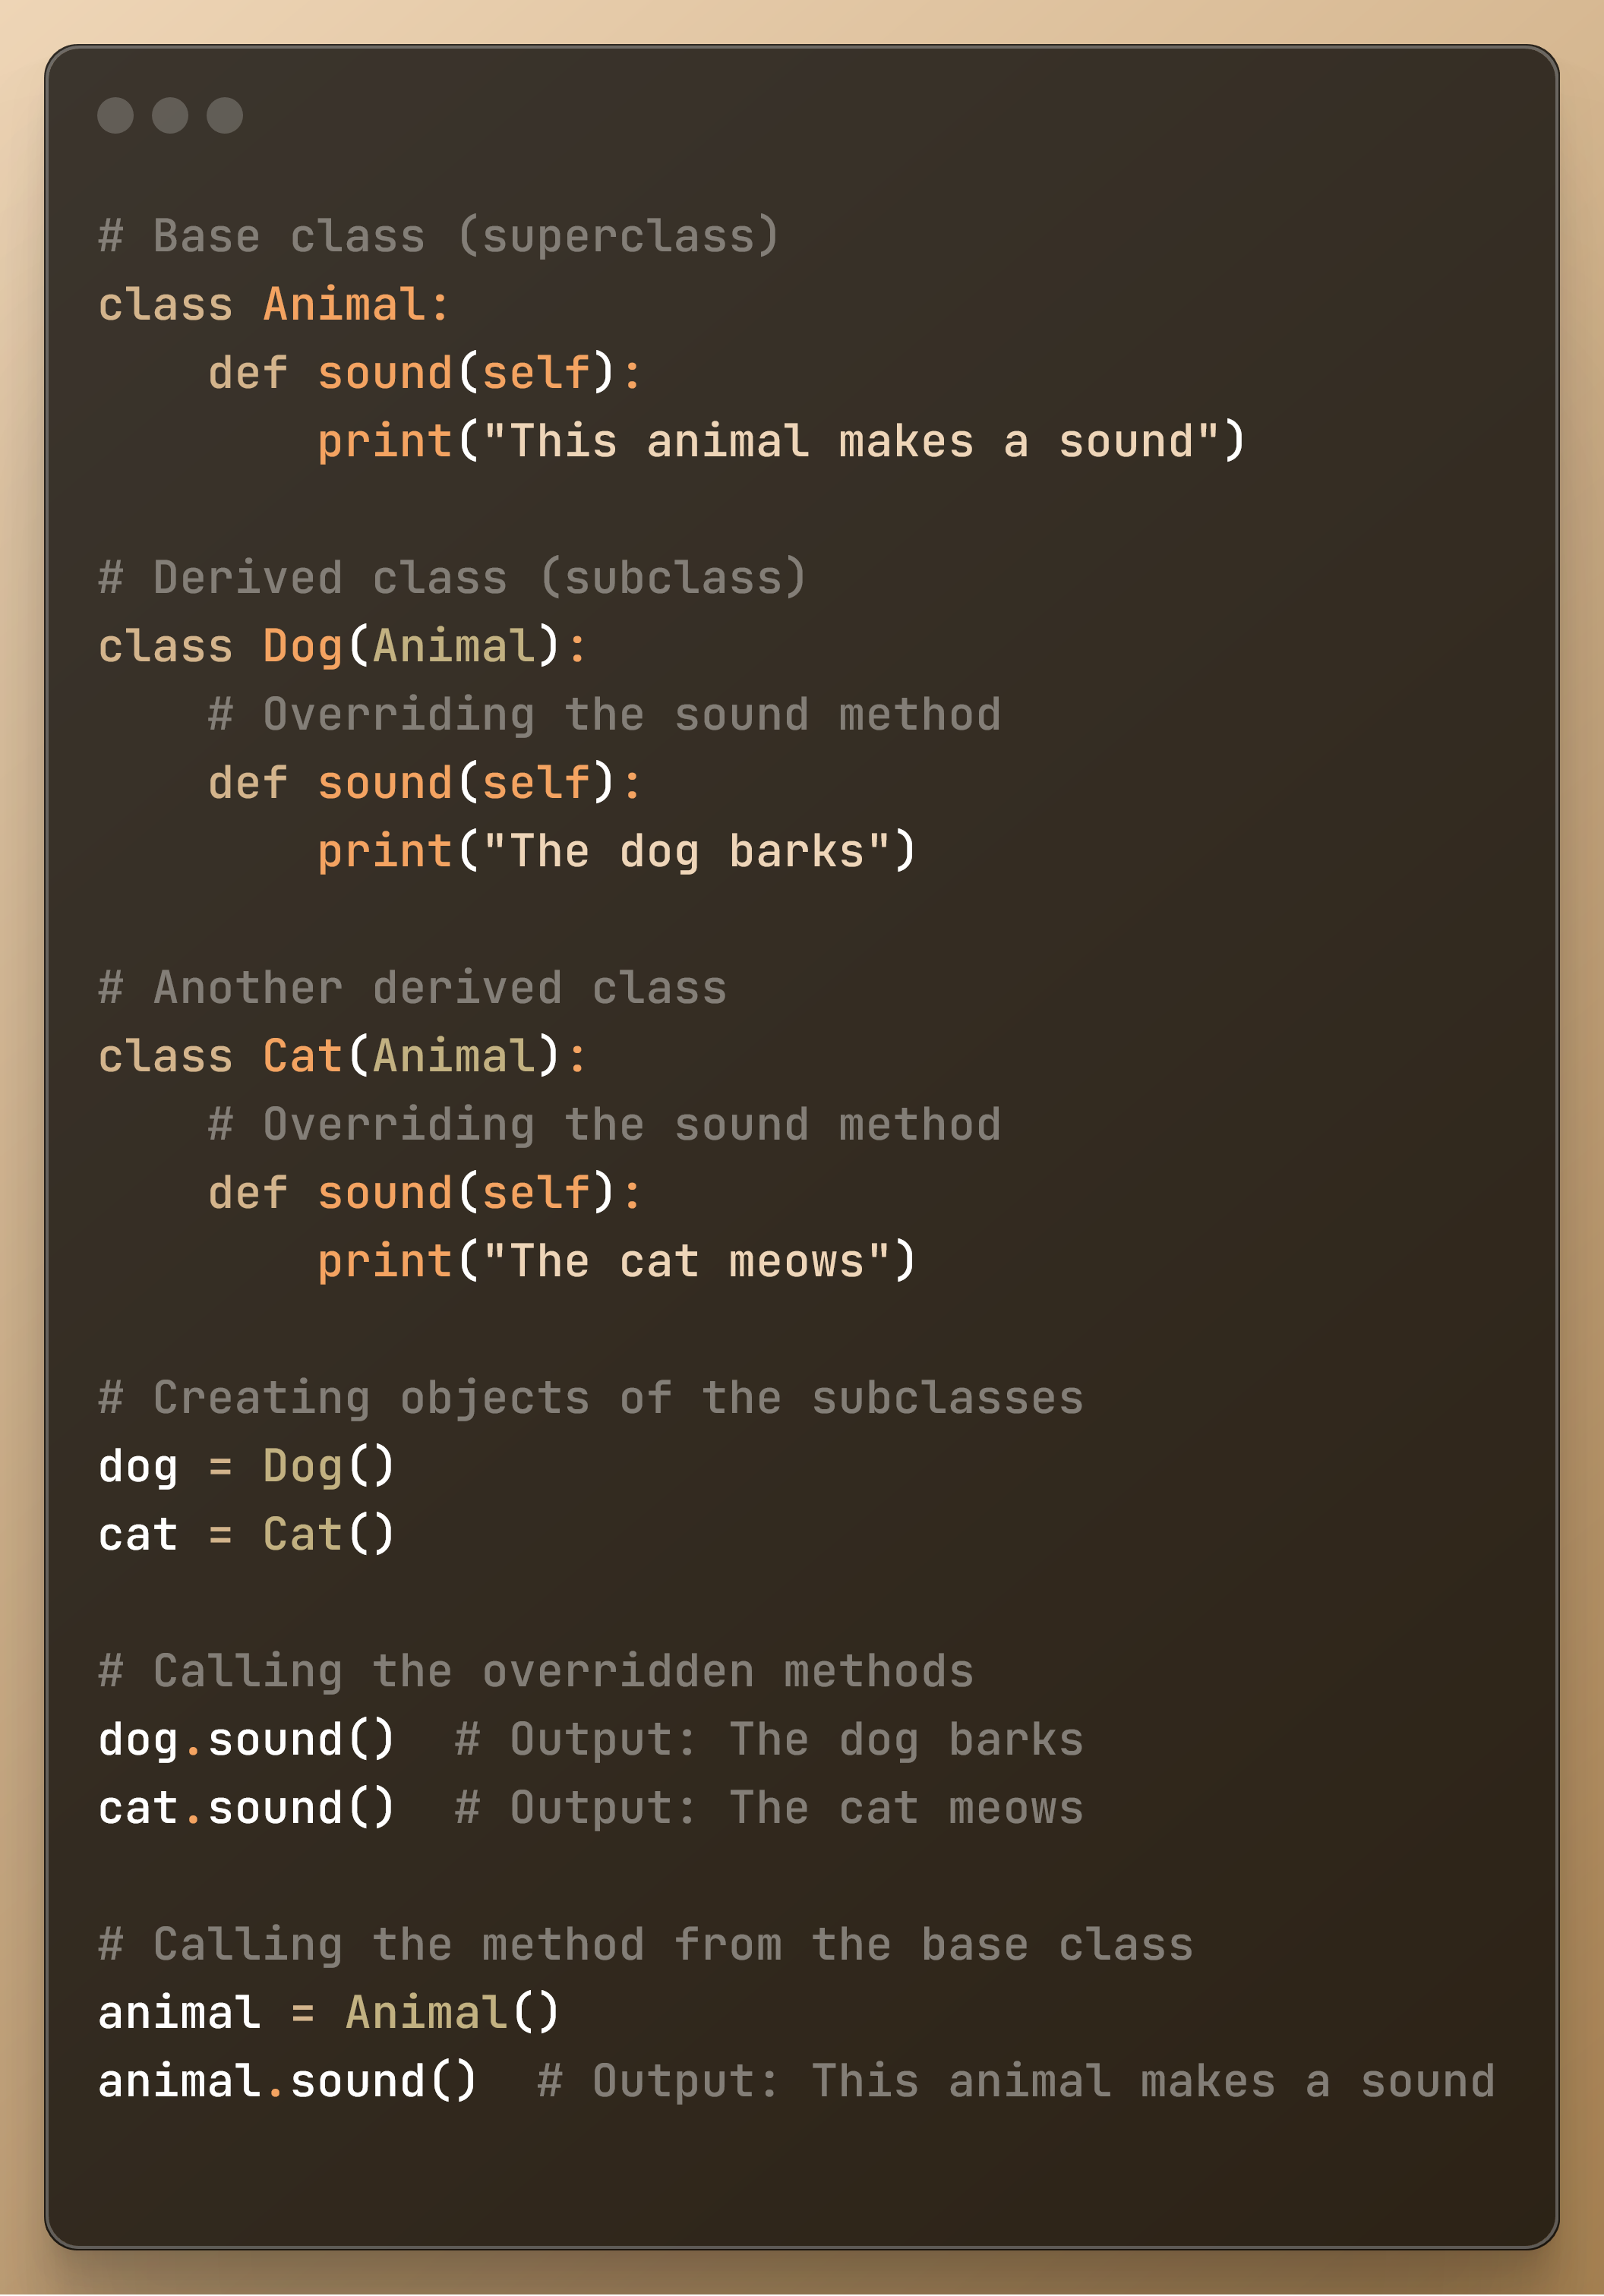 # Base class (superclass)
class Animal:
    def sound(self):
        print("This animal makes a sound")

# Derived class (subclass)
class Dog(Animal):
    # Overriding the sound method
    def sound(self):
        print("The dog barks")

# Another derived class
class Cat(Animal):
    # Overriding the sound method
    def sound(self):
        print("The cat meows")

# Creating objects of the subclasses
dog = Dog()
cat = Cat()

# Calling the overridden methods
dog.sound()  # Output: The dog barks
cat.sound()  # Output: The cat meows

# Calling the method from the base class
animal = Animal()
animal.sound()  # Output: This animal makes a sound